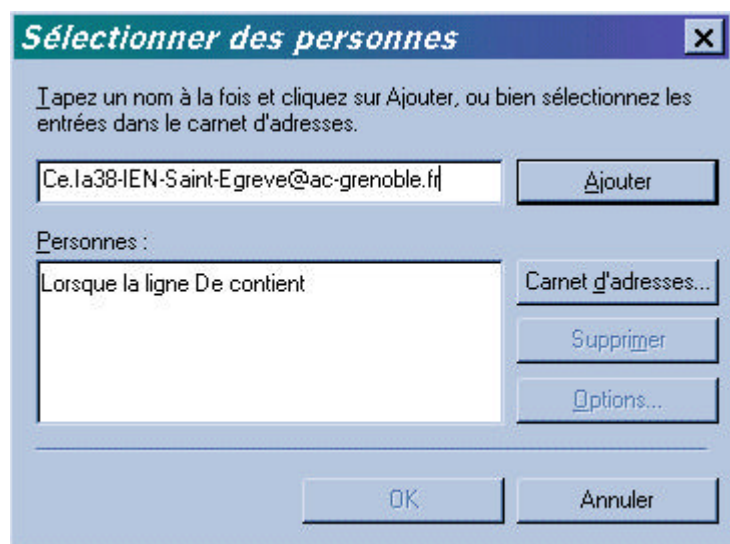 Sélectionner des personnes
Tapez un nom à la fois et cliquez sur Ajouter, ou bien sélectionnez les
entrées dans le carnet d'adresses.
Ce.Ia38-IEN-Saint-Egreve@ac-grenoble.fr
Ajouter
Personnes :
Lorsque la ligne De contient
Carnet d'adresses...
Supprimer
Options...
OK
Annuler